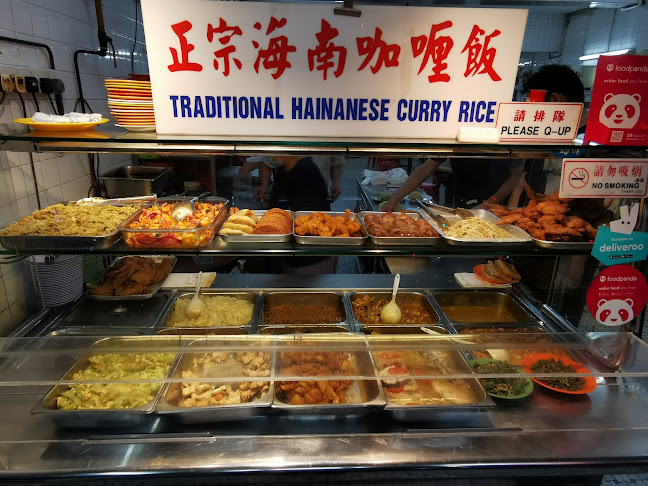 正宗海南咖喱飯
TRADITIONAL HAINANESE CURRY RICE
請排隊
PLEASE Q-UP
foodpanda
請勿吸烟
NO SMOKING
deliveroo
foodpanda